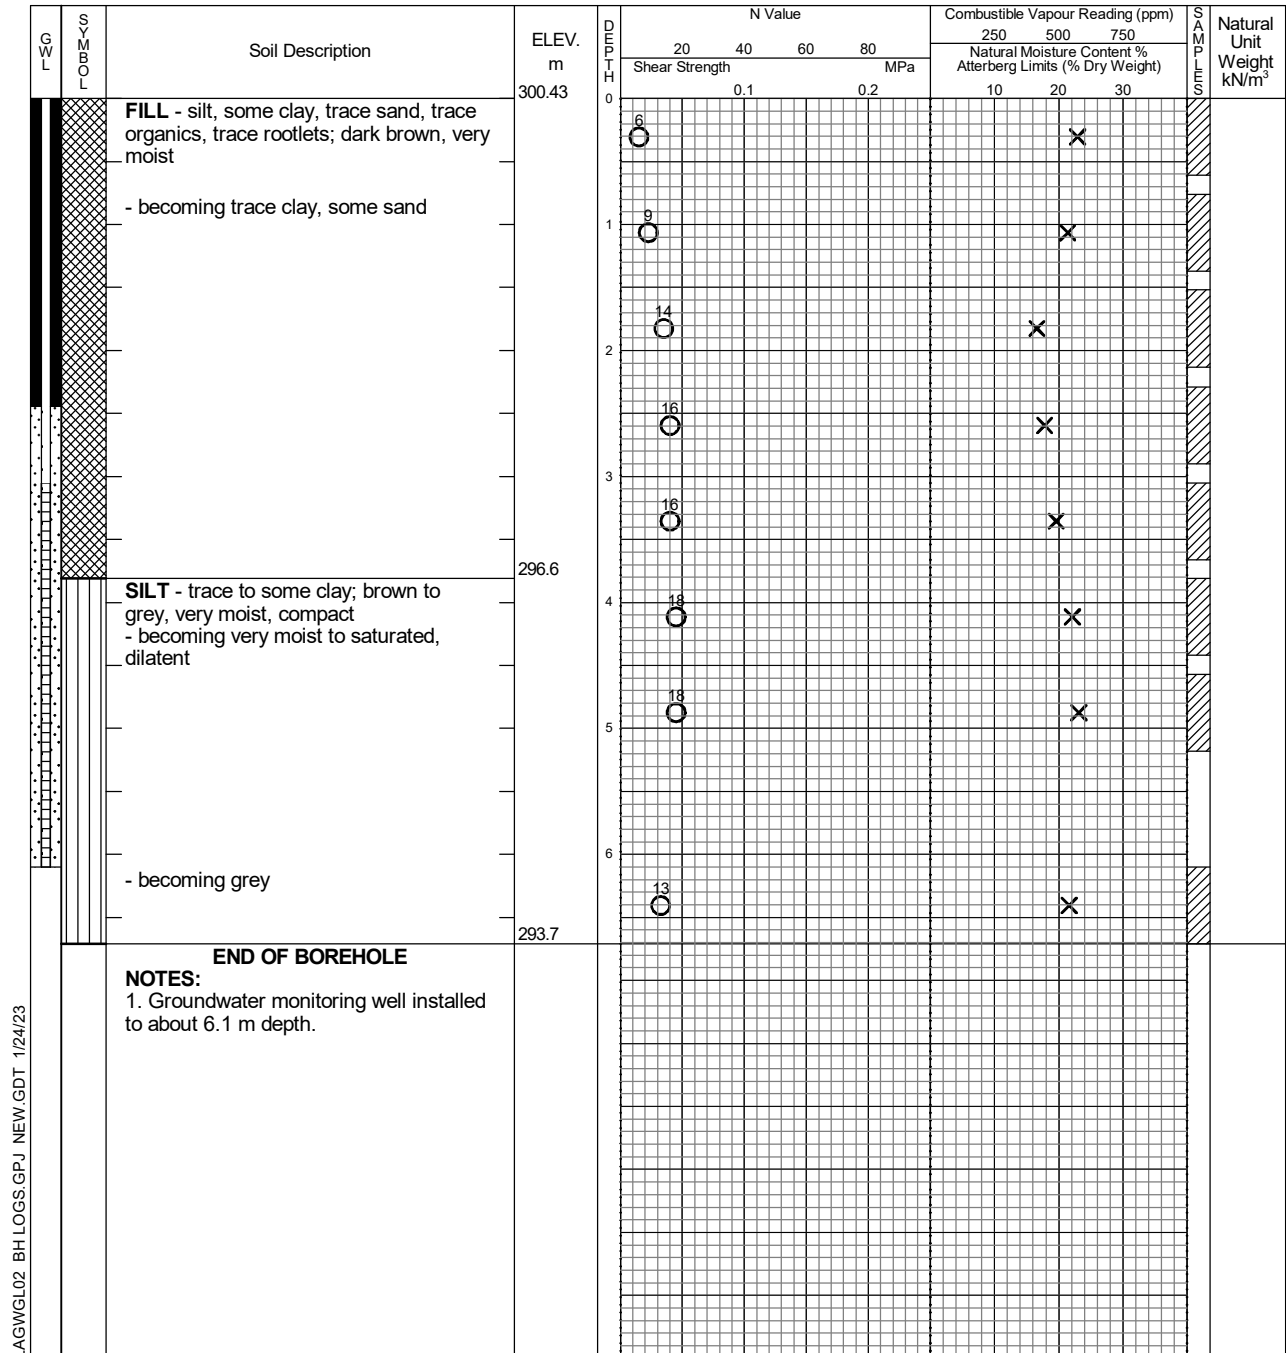 GWL
SYMBOL
Soil Description
ELEV.
m
300.43
DEPTH
N Value
20 40 60 80
Shear Strength MPa
0.1 0.2
Combustible Vapour Reading (ppm)
250 500 750
Natural Moisture Content %
Atterberg Limits (% Dry Weight)
10 20 30
SAMPLES
Natural
Unit
Weight
kN/m³
0
FILL - silt, some clay, trace sand, trace
organics, trace rootlets; dark brown, very
moist
6
- becoming trace clay, some sand
9
1
14
2
16
3
16
296.6
SILT - trace to some clay; brown to
grey, very moist, compact
- becoming very moist to saturated,
dilatent
4
18
18
5
6
- becoming grey
13
293.7
END OF BOREHOLE
NOTES:
1. Groundwater monitoring well installed
to about 6.1 m depth.
AGWGL02 BH LOGS.GPJ NEW.GDT 1/24/23